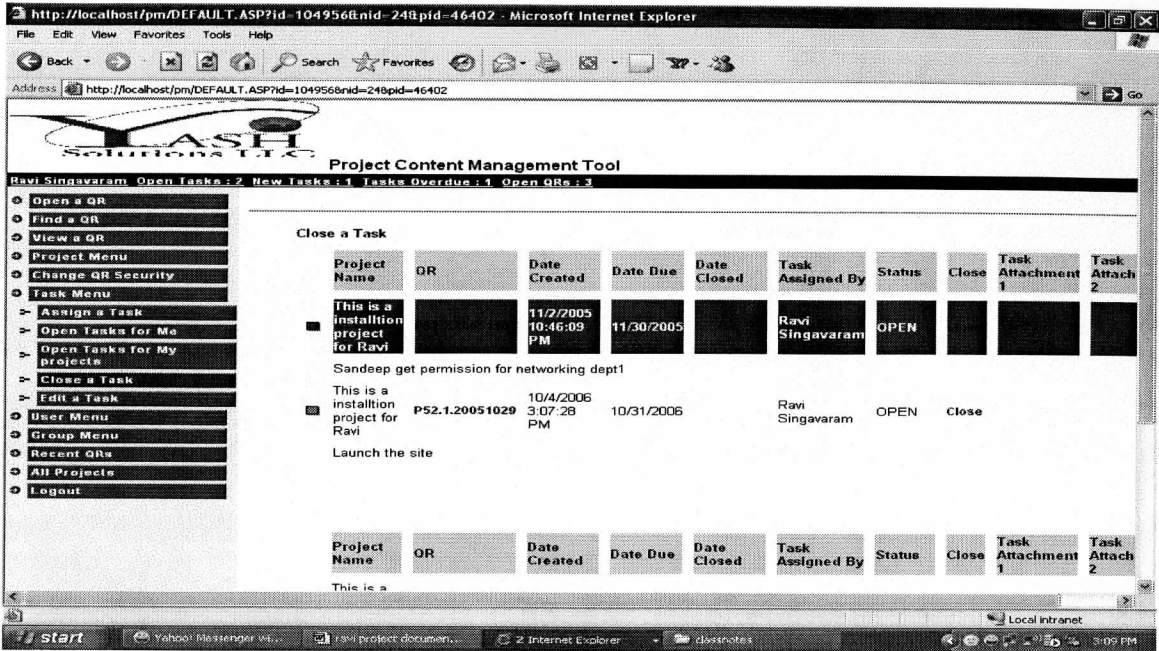 http://localhost/pm/DEFAULT.ASP?id=104956&nid=24&pid=46402 - Microsoft Internet Explorer
File Edit View Favorites Tools Help
Back Search Favorites
Address http://localhost/pm/DEFAULT.ASP?id=104956&nid=24&pid=46402 Go
YASH
Solutions LLC
Project Content Management Tool
Ravi Singavaram Open Tasks : 2 New Tasks : 1 Tasks Overdue : 1 Open QRs : 3
Open a QR
Find a QR
View a QR
Project Menu
Change QR Security
Task Menu
Assign a Task
Open Tasks for Me
Open Tasks for My
projects
Close a Task
Edit a Task
User Menu
Group Menu
Recent QRs
All Projects
Logout
Close a Task
Project Name QR Date Created Date Due Date Closed Task Assigned By Status Close Task Attachment 1 Task Attach 2
This is a installtion project for Ravi 11/2/2005 10:46:09 PM 11/30/2005 Ravi Singavaram OPEN
Sandeep get permission for networking dept1
This is a installtion project for Ravi P52.1.20051029 10/4/2006 3:07:28 PM 10/31/2006 Ravi Singavaram OPEN Close
Launch the site
Project Name QR Date Created Date Due Date Closed Task Assigned By Status Close Task Attachment 1 Task Attach 2
This is a
Local intranet
start Yahoo! Messenger wi... ravi project documen... 2 Internet Explorer classnotes 3:09 PM